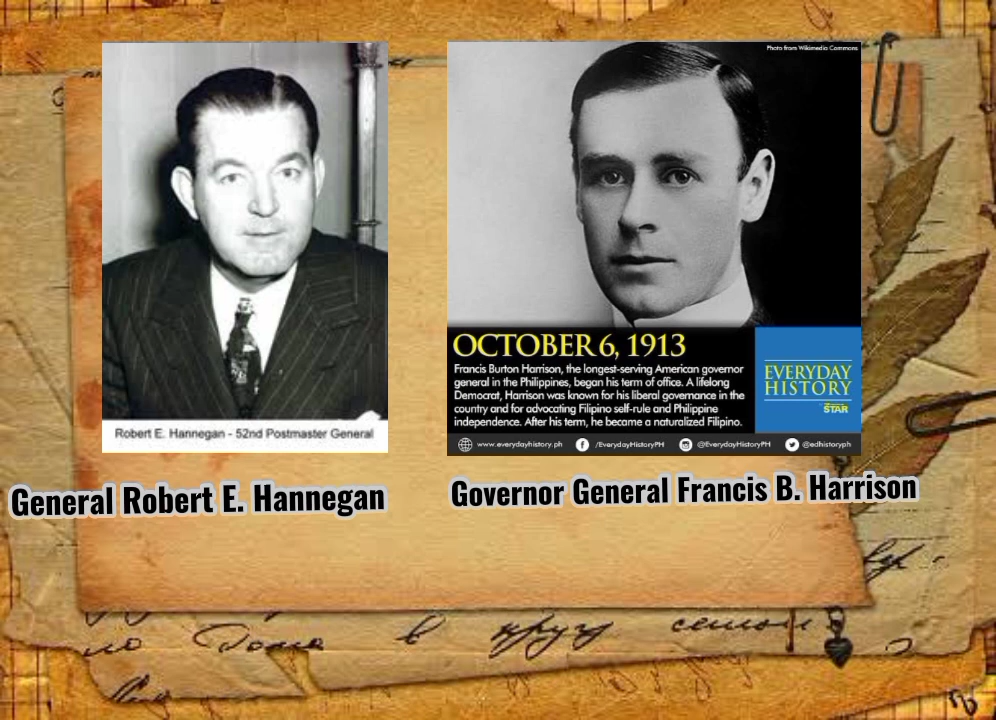 Photo from Wikimedia Commons
OCTOBER 6, 1913
Francis Burton Harrison, the longest-serving American governor
general in the Philippines, began his term of office. A lifelong
Democrat, Harrison was known for his liberal governance in the
country and for advocating Filipino self-rule and Philippine
independence. After his term, he became a naturalized Filipino.
EVERYDAY
HISTORY
STAR
www.everydayhistory.ph /EverydayHistoryPH @EverydayHistoryPH @edhistoryph
Robert E. Hannegan - 52nd Postmaster General
General Robert E. Hannegan
Governor General Francis B. Harrison
в кругу семьи